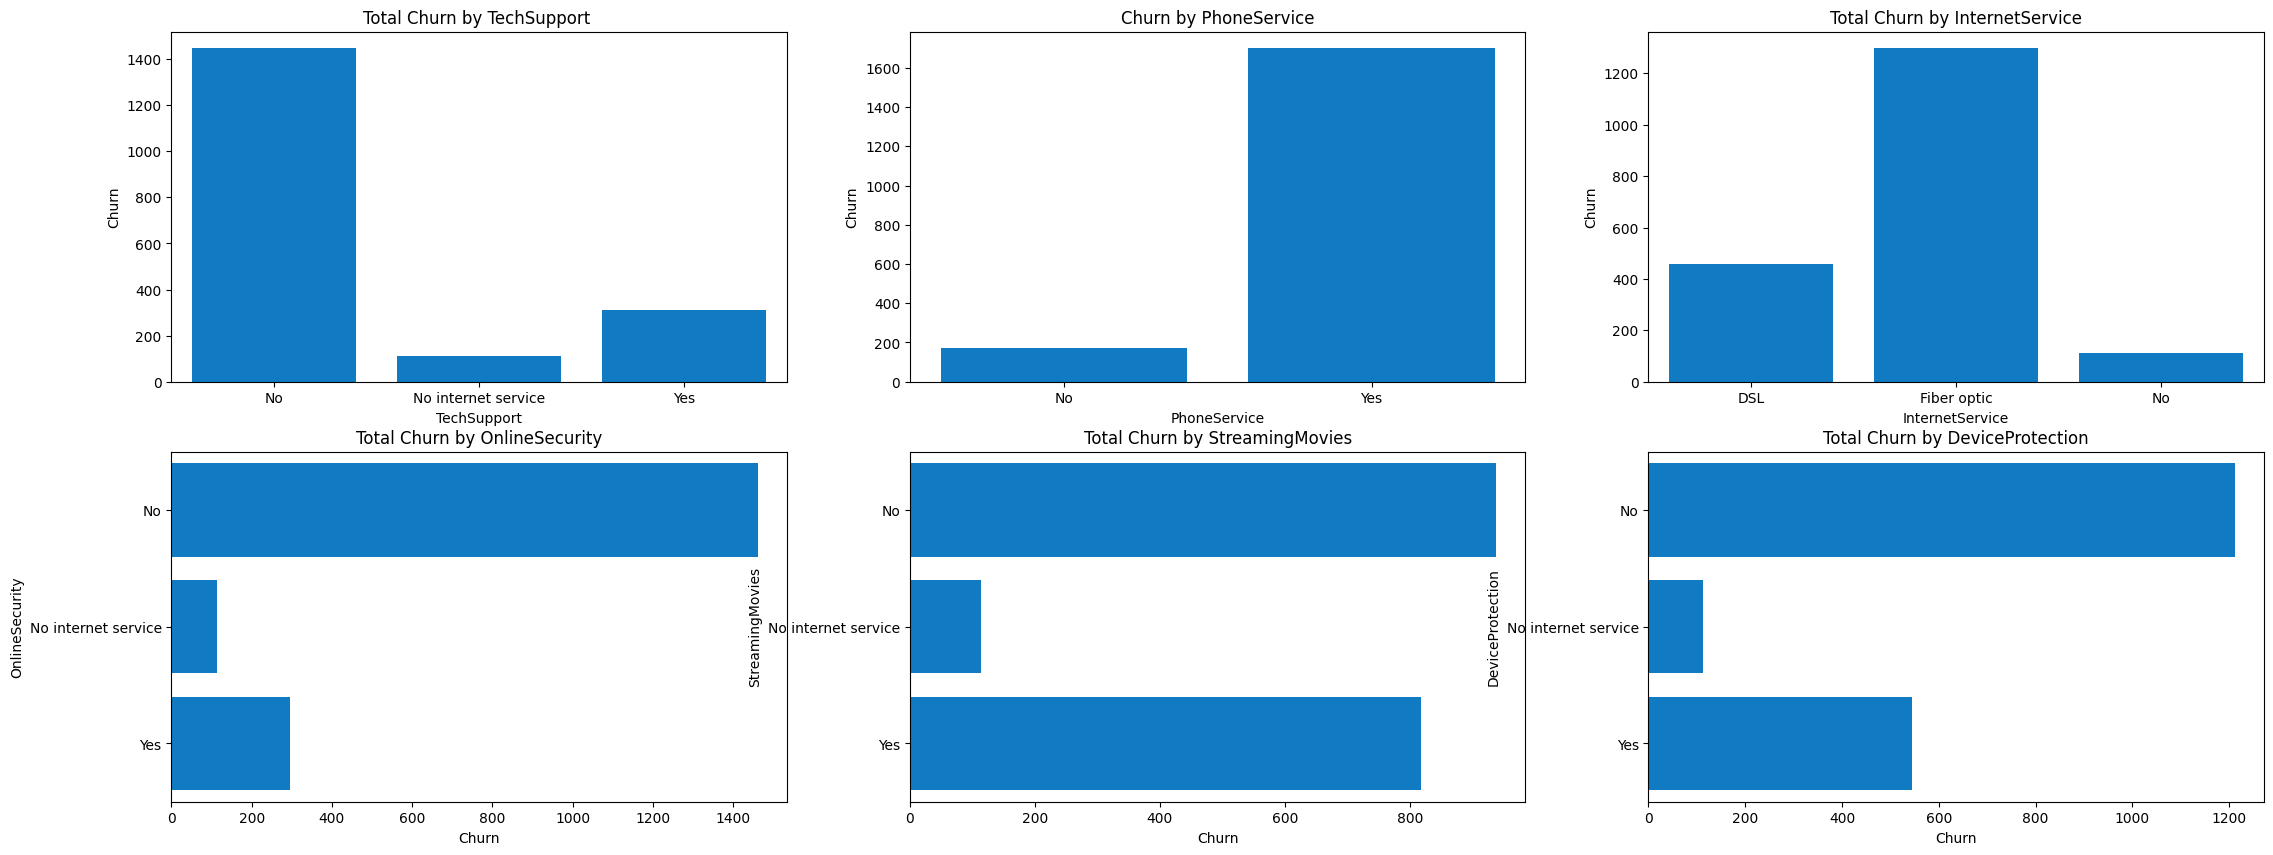 Total Churn by TechSupport
1400
1200
1000
800
600
400
200
0
Churn
No
No internet service
Yes
TechSupport
Churn by PhoneService
1600
1400
1200
1000
800
600
400
200
0
Churn
No
Yes
PhoneService
Total Churn by InternetService
1200
1000
800
600
400
200
0
Churn
DSL
Fiber optic
No
InternetService
Total Churn by OnlineSecurity
OnlineSecurity
No
No internet service
Yes
0 200 400 600 800 1000 1200 1400
Churn
Total Churn by StreamingMovies
StreamingMovies
No
No internet service
Yes
0 200 400 600 800
Churn
Total Churn by DeviceProtection
DeviceProtection
No
No internet service
Yes
0 200 400 600 800 1000 1200
Churn